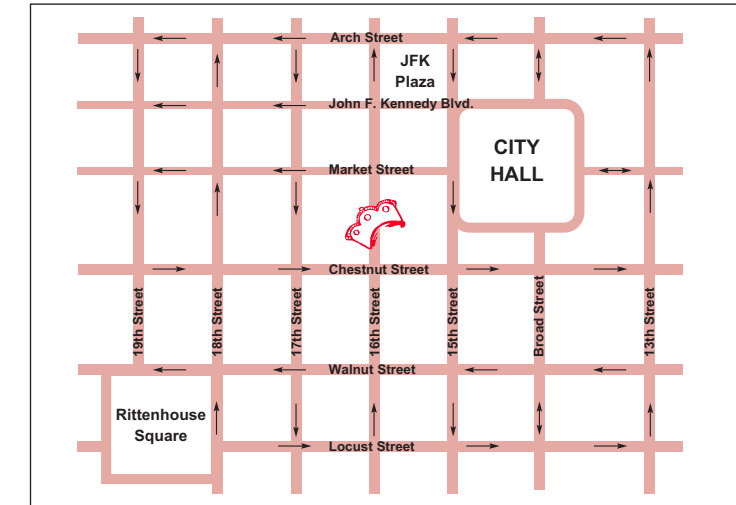 Arch Street
JFK
Plaza
John F. Kennedy Blvd.
CITY
HALL
Market Street
Chestnut Street
19th Street
18th Street
17th Street
16th Street
15th Street
Broad Street
13th Street
Walnut Street
Rittenhouse
Square
Locust Street